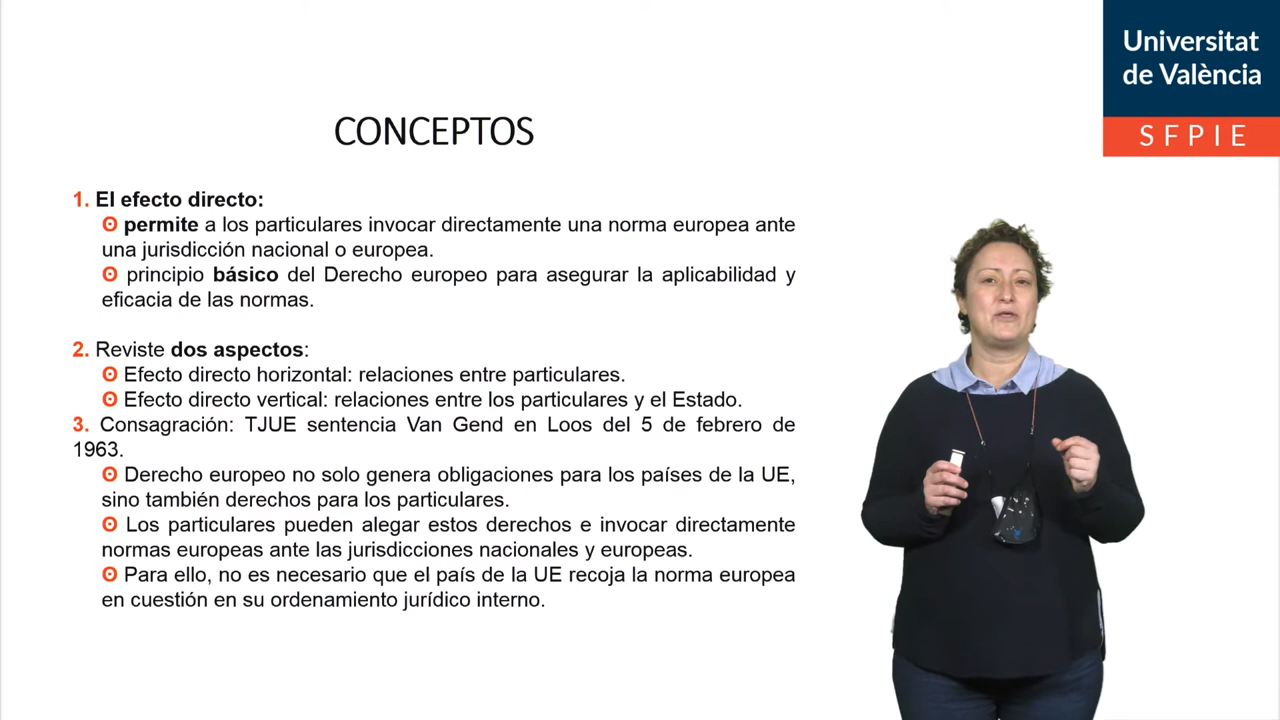 Universitat
de València
SFPIE
CONCEPTOS
1. El efecto directo:
ʘ permite a los particulares invocar directamente una norma europea ante
una jurisdicción nacional o europea.
ʘ principio básico del Derecho europeo para asegurar la aplicabilidad y
eficacia de las normas.
2. Reviste dos aspectos:
ʘ Efecto directo horizontal: relaciones entre particulares.
ʘ Efecto directo vertical: relaciones entre los particulares y el Estado.
3. Consagración: TJUE sentencia Van Gend en Loos del 5 de febrero de
1963.
ʘ Derecho europeo no solo genera obligaciones para los países de la UE,
sino también derechos para los particulares.
ʘ Los particulares pueden alegar estos derechos e invocar directamente
normas europeas ante las jurisdicciones nacionales y europeas.
ʘ Para ello, no es necesario que el país de la UE recoja la norma europea
en cuestión en su ordenamiento jurídico interno.